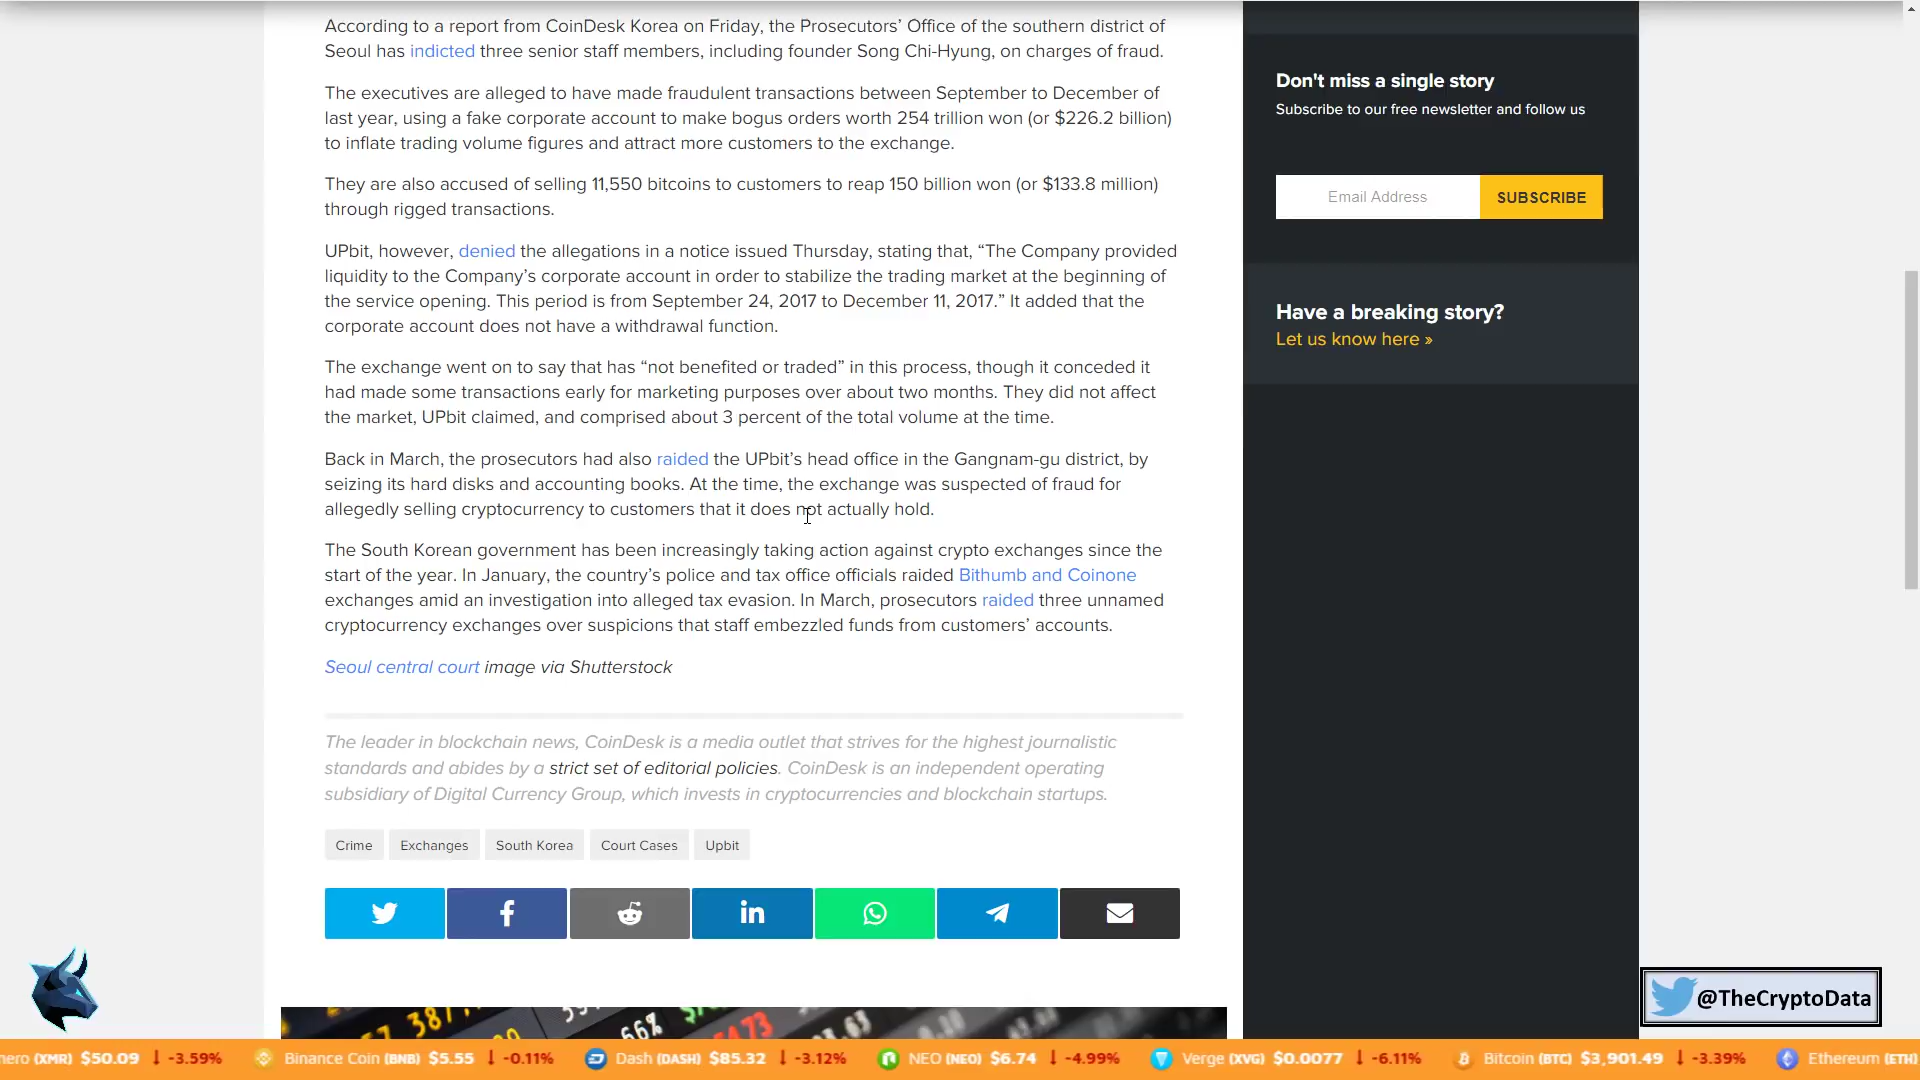 According to a report from CoinDesk Korea on Friday, the Prosecutors’ Office of the southern district of
Seoul has indicted three senior staff members, including founder Song Chi-Hyung, on charges of fraud.
The executives are alleged to have made fraudulent transactions between September to December of
last year, using a fake corporate account to make bogus orders worth 254 trillion won (or $226.2 billion)
to inflate trading volume figures and attract more customers to the exchange.
They are also accused of selling 11,550 bitcoins to customers to reap 150 billion won (or $133.8 million)
through rigged transactions.
UPbit, however, denied the allegations in a notice issued Thursday, stating that, “The Company provided
liquidity to the Company’s corporate account in order to stabilize the trading market at the beginning of
the service opening. This period is from September 24, 2017 to December 11, 2017.” It added that the
corporate account does not have a withdrawal function.
The exchange went on to say that has “not benefited or traded” in this process, though it conceded it
had made some transactions early for marketing purposes over about two months. They did not affect
the market, UPbit claimed, and comprised about 3 percent of the total volume at the time.
Back in March, the prosecutors had also raided the UPbit’s head office in the Gangnam-gu district, by
seizing its hard disks and accounting books. At the time, the exchange was suspected of fraud for
allegedly selling cryptocurrency to customers that it does not actually hold.
The South Korean government has been increasingly taking action against crypto exchanges since the
start of the year. In January, the country’s police and tax office officials raided Bithumb and Coinone
exchanges amid an investigation into alleged tax evasion. In March, prosecutors raided three unnamed
cryptocurrency exchanges over suspicions that staff embezzled funds from customers’ accounts.
Seoul central court image via Shutterstock
The leader in blockchain news, CoinDesk is a media outlet that strives for the highest journalistic
standards and abides by a strict set of editorial policies. CoinDesk is an independent operating
subsidiary of Digital Currency Group, which invests in cryptocurrencies and blockchain startups.
Crime Exchanges South Korea Court Cases Upbit
Don't miss a single story
Subscribe to our free newsletter and follow us
Email Address SUBSCRIBE
Have a breaking story?
Let us know here »
@TheCryptoData
nero (XMR) $50.09 ↓ -3.59% Binance Coin (BNB) $5.55 ↓ -0.11% Dash (DASH) $85.32 ↓ -3.12% NEO (NEO) $6.74 ↓ -4.99% Verge (XVG) $0.0077 ↓ -6.11% Bitcoin (BTC) $3,901.49 ↓ -3.39% Ethereum (ETH)